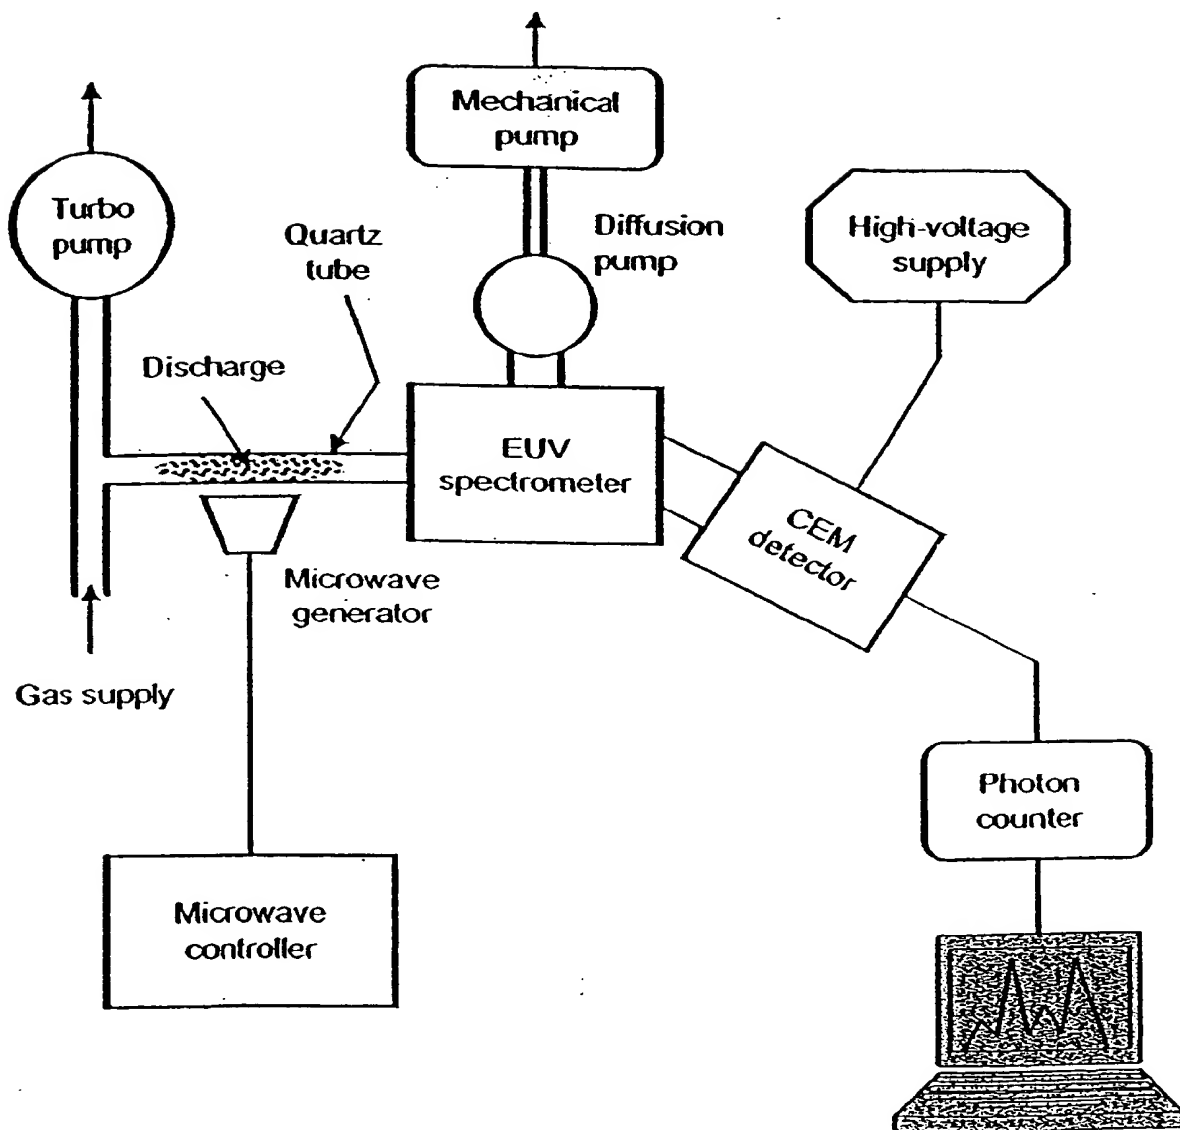 Mechanical
pump
Turbo
pump
Quartz
tube
Diffusion
pump
High-voltage
supply
Discharge
EUV
spectrometer
CEM
detector
Microwave
generator
Gas supply
Photon
counter
Microwave
controller